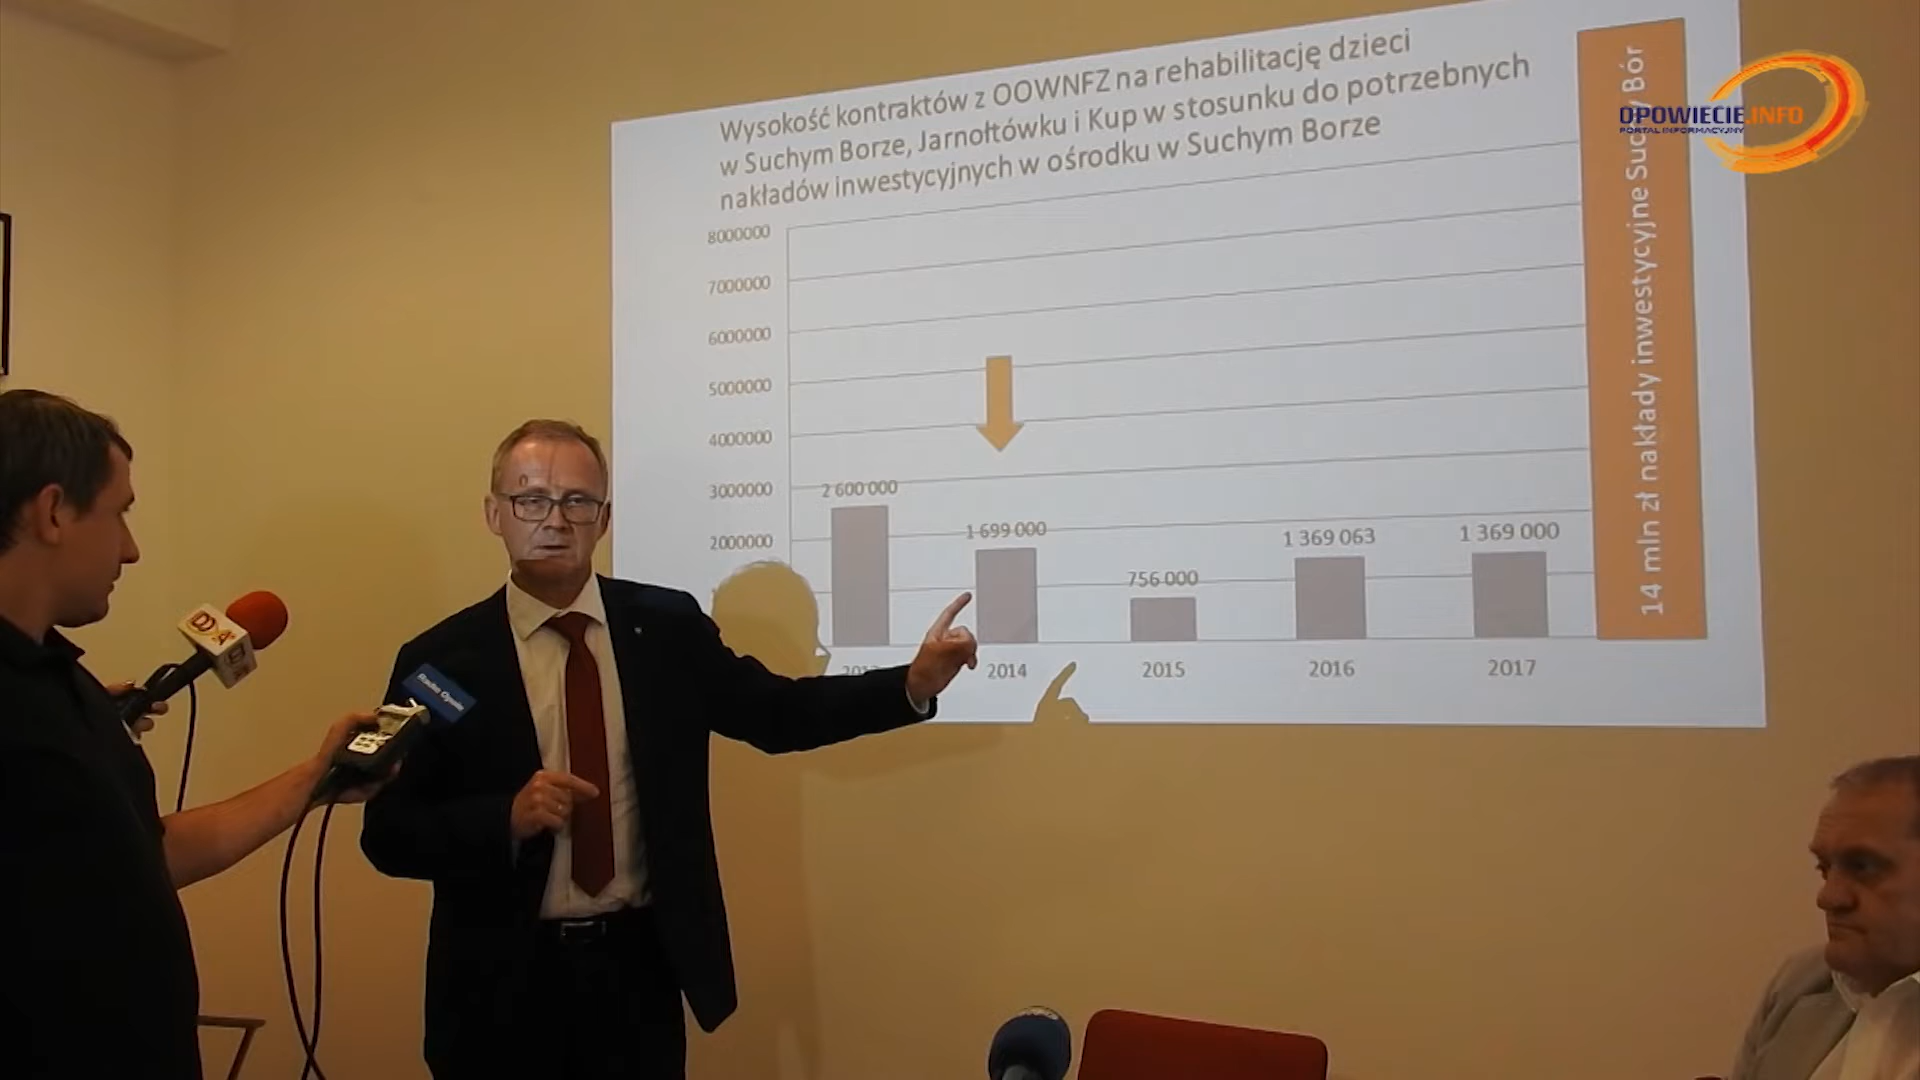 Wysokość kontraktów z OOWNFZ na rehabilitację dzieci
w Suchym Borze, Jarnołtówku i Kup w stosunku do potrzebnych
nakładów inwestycyjnych w ośrodku w Suchym Borze
OPOWIECIE.INFO
PORTAL INFORMACYJNY
8000000
7000000
6000000
5000000
4000000
3000000
2000000
2 600 000
1 699 000
756 000
1 369 063
1 369 000
14 mln zł nakłady inwestycyjne Suchy Bór
0
2014
2015
2016
2017
Radio Opole